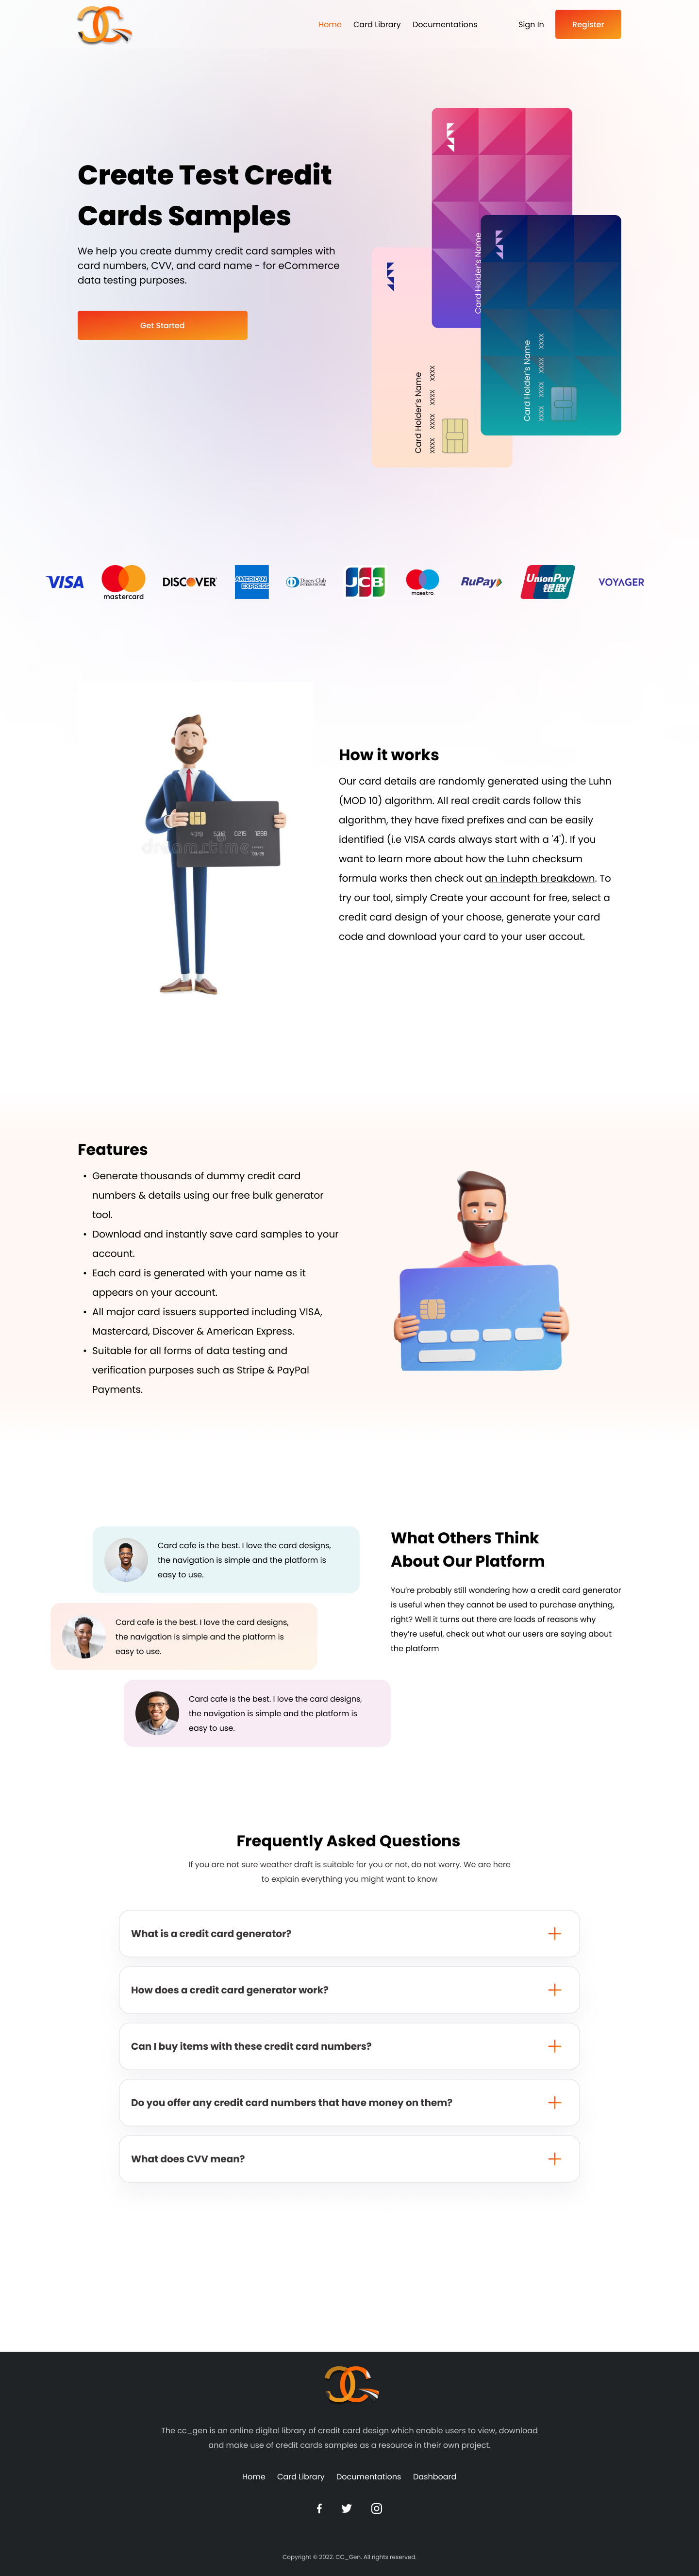 Home Card Library Documentations Sign In Register
Create Test Credit
Cards Samples
We help you create dummy credit card samples with
card numbers, CVV, and card name - for eCommerce
data testing purposes.
Get Started
Card Holder's Name
Card Holder's Name
XXXX XXXX XXXX XXXX
Card Holder's Name
XXXX XXXX XXXX XXXX
VISA
mastercard
DISCOVER
AMERICAN
EXPRESS
Diners Club
INTERNATIONAL
JCB
maestro
RuPay
UnionPay
银联
VOYAGER
4319 5312 0215 1288
dreamstime
How it works
Our card details are randomly generated using the Luhn
(MOD 10) algorithm. All real credit cards follow this
algorithm, they have fixed prefixes and can be easily
identified (i.e VISA cards always start with a '4'). If you
want to learn more about how the Luhn checksum
formula works then check out an indepth breakdown. To
try our tool, simply Create your account for free, select a
credit card design of your choose, generate your card
code and download your card to your user accout.
Features
• Generate thousands of dummy credit card
numbers & details using our free bulk generator
tool.
• Download and instantly save card samples to your
account.
• Each card is generated with your name as it
appears on your account.
• All major card issuers supported including VISA,
Mastercard, Discover & American Express.
• Suitable for all forms of data testing and
verification purposes such as Stripe & PayPal
Payments.
Card cafe is the best. I love the card designs,
the navigation is simple and the platform is
easy to use.
Card cafe is the best. I love the card designs,
the navigation is simple and the platform is
easy to use.
Card cafe is the best. I love the card designs,
the navigation is simple and the platform is
easy to use.
What Others Think
About Our Platform
You're probably still wondering how a credit card generator
is useful when they cannot be used to purchase anything,
right? Well it turns out there are loads of reasons why
they're useful, check out what our users are saying about
the platform
Frequently Asked Questions
If you are not sure weather draft is suitable for you or not, do not worry. We are here
to explain everything you might want to know
What is a credit card generator?
How does a credit card generator work?
Can I buy items with these credit card numbers?
Do you offer any credit card numbers that have money on them?
What does CVV mean?
The cc_gen is an online digital library of credit card design which enable users to view, download
and make use of credit cards samples as a resource in their own project.
Home Card Library Documentations Dashboard
Copyright © 2022. CC_Gen. All rights reserved.